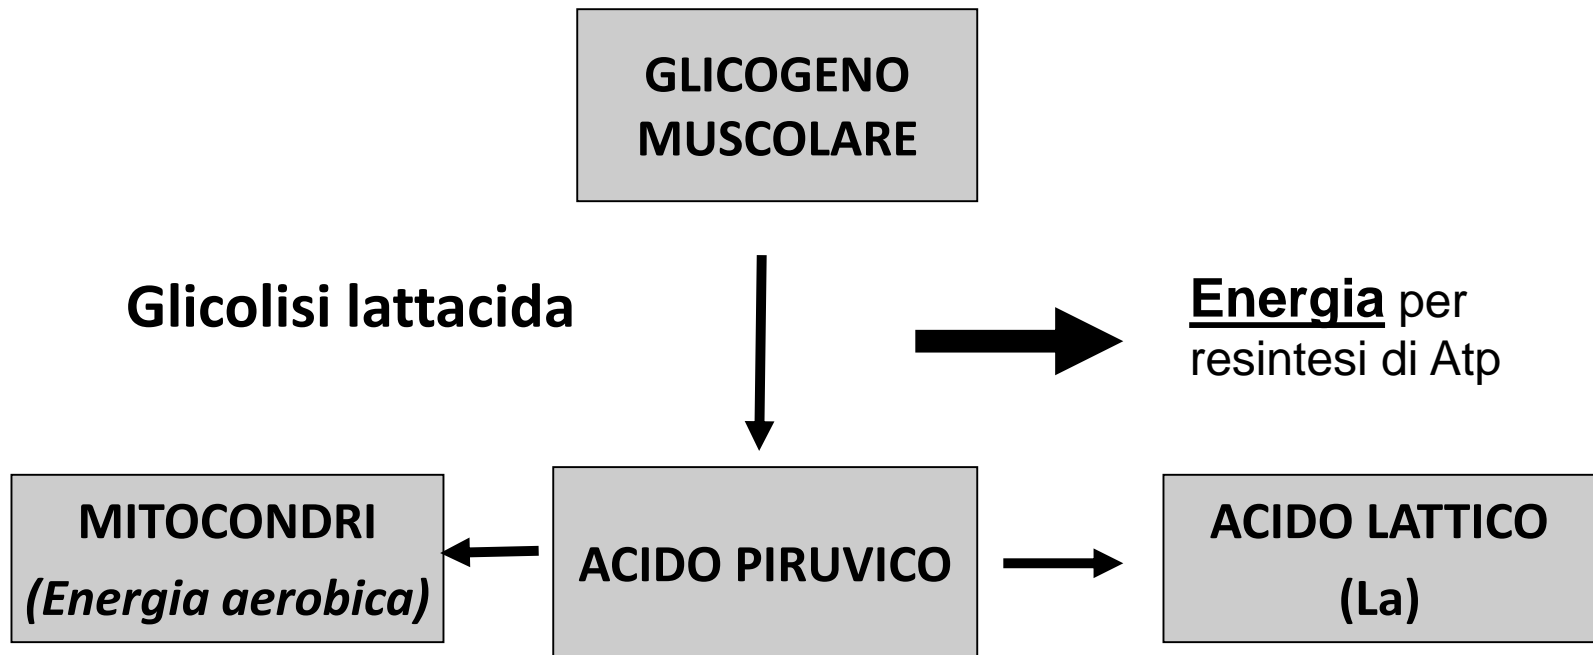 GLICOGENO
MUSCOLARE
Glicolisi lattacida
Energia per
resintesi di Atp
MITOCONDRI
(Energia aerobica)
ACIDO PIRUVICO
ACIDO LATTICO
(La)